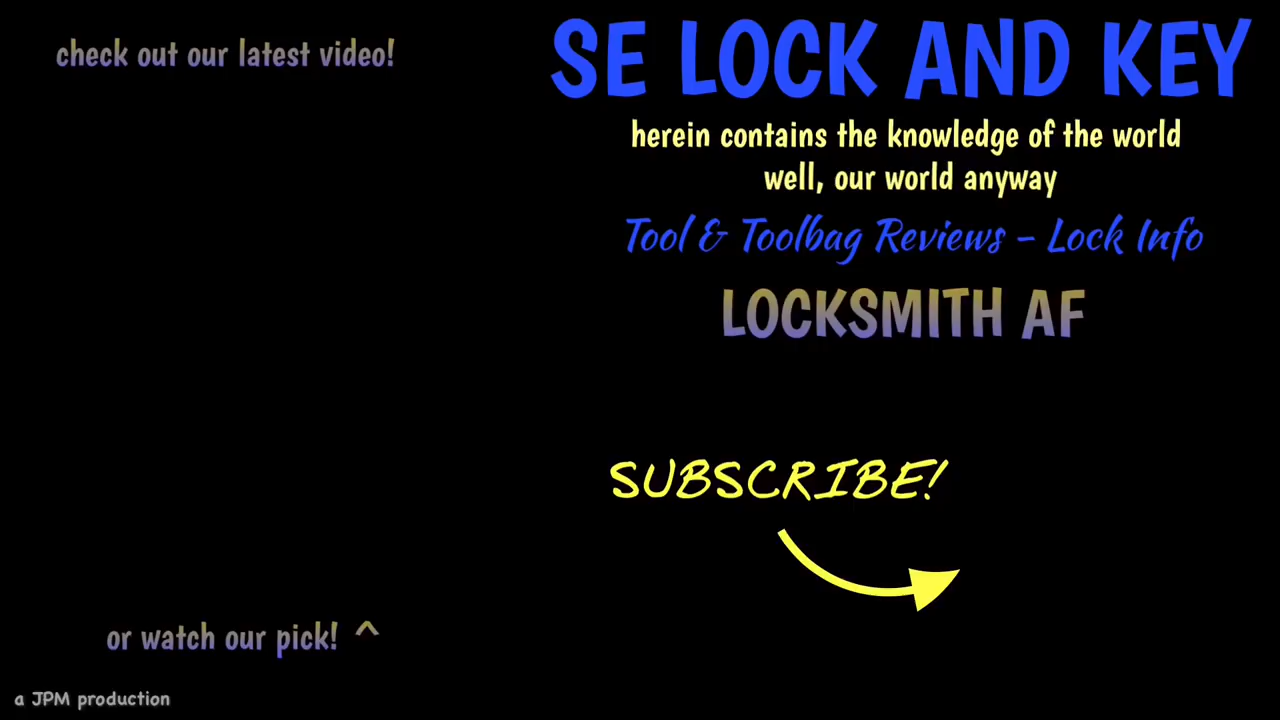 check out our latest video!
SE LOCK AND KEY
herein contains the knowledge of the world
well, our world anyway
Tool & Toolbag Reviews - Lock Info
LOCKSMITH AF
SUBSCRIBE!
or watch our pick! ^
a JPM production